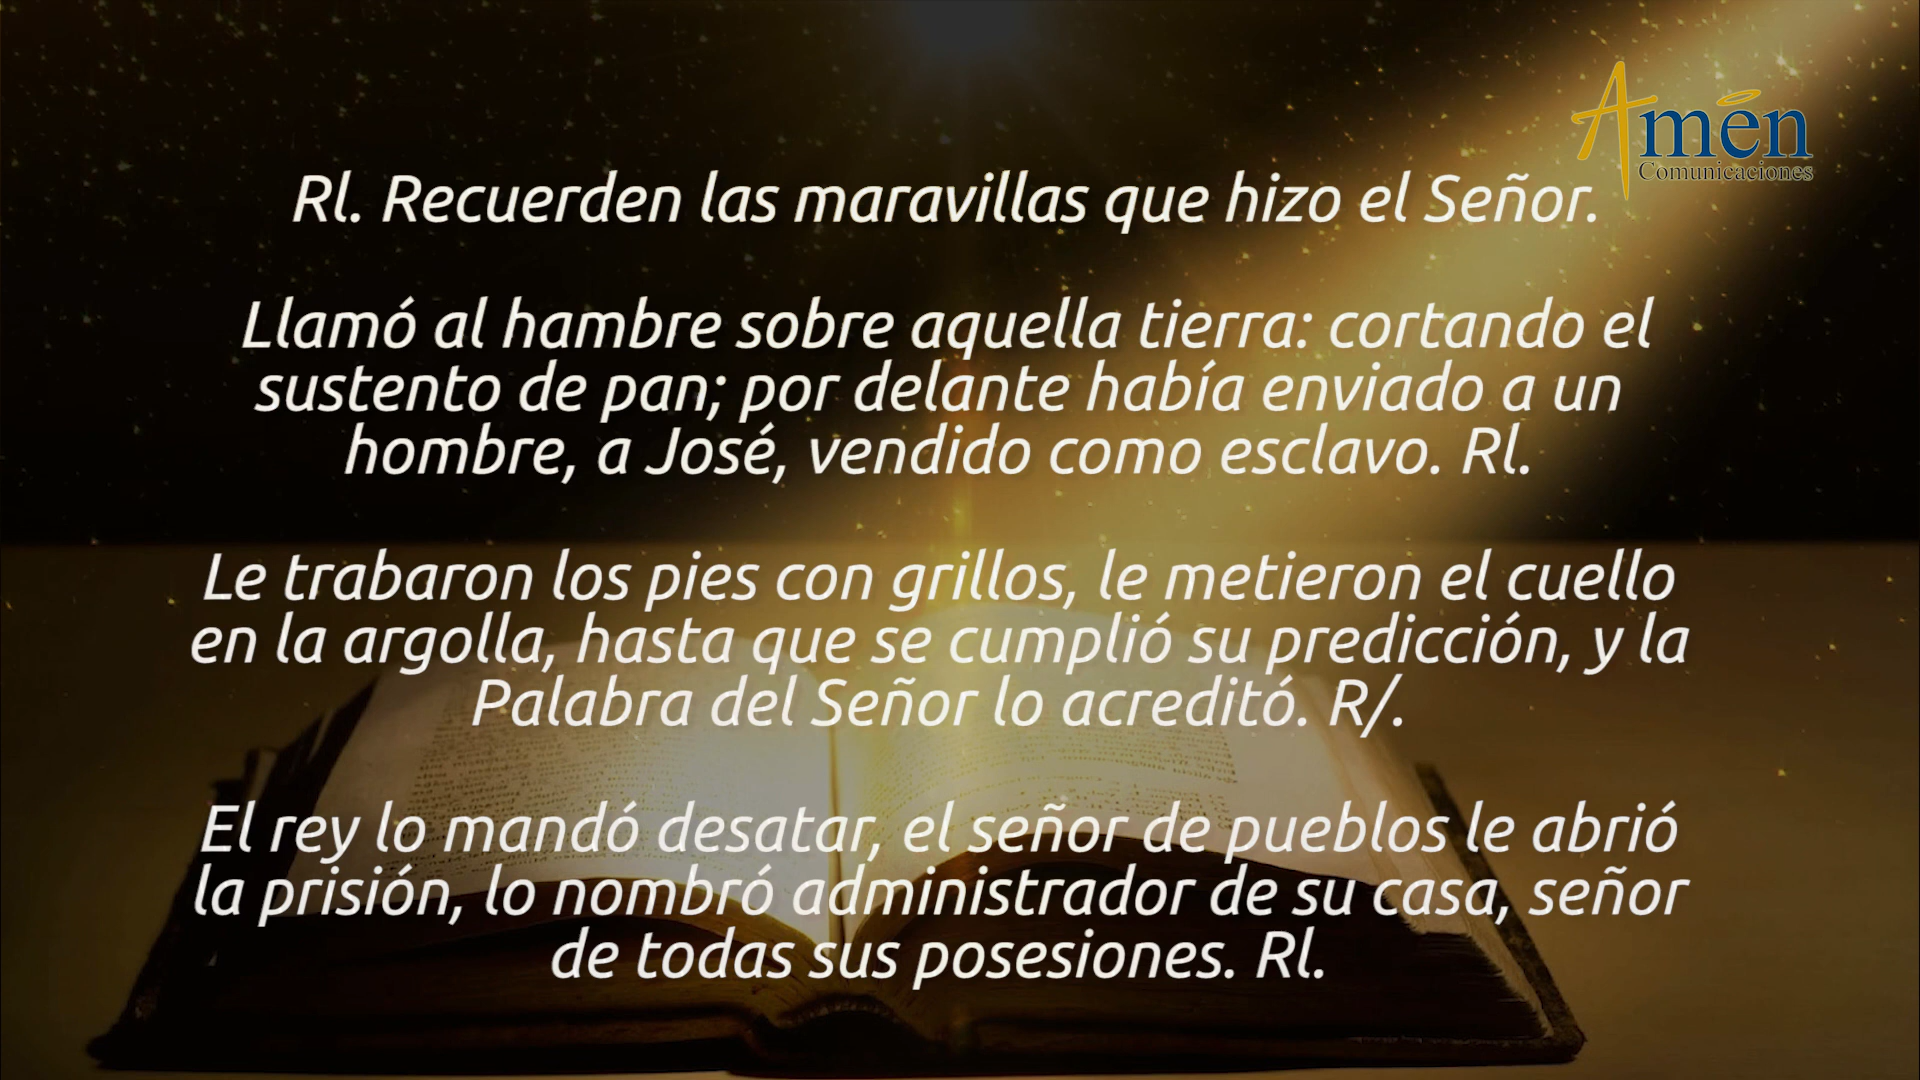 Amén
Comunicaciones
Rl. Recuerden las maravillas que hizo el Señor.
Llamó al hambre sobre aquella tierra: cortando el
sustento de pan; por delante había enviado a un
hombre, a José, vendido como esclavo. Rl.
Le trabaron los pies con grillos, le metieron el cuello
en la argolla, hasta que se cumplió su predicción, y la
Palabra del Señor lo acreditó. R/.
El rey lo mandó desatar, el señor de pueblos le abrió
la prisión, lo nombró administrador de su casa, señor
de todas sus posesiones. Rl.